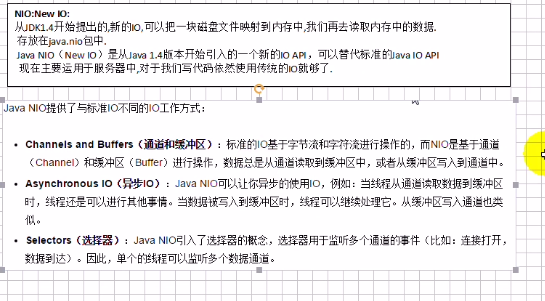 NIO:New IO:
从JDK1.4开始提出的,新的IO,可以把一块磁盘文件映射到内存中,我们再去读取内存中的数据.
存放在java.nio包中.
Java NIO（New IO）是从Java 1.4版本开始引入的一个新的IO API，可以替代标准的Java IO API
现在主要运用于服务器中,对于我们写代码依然使用传统的IO就够了.
Java NIO提供了与标准IO不同的IO工作方式：
• Channels and Buffers（通道和缓冲区）：标准的IO基于字节流和字符流进行操作的，而NIO是基于通道
（Channel）和缓冲区（Buffer）进行操作，数据总是从通道读取到缓冲区中，或者从缓冲区写入到通道中。
• Asynchronous IO（异步IO）：Java NIO可以让你异步的使用IO，例如：当线程从通道读取数据到缓冲区
时，线程还是可以进行其他事情。当数据被写入到缓冲区时，线程可以继续处理它。从缓冲区写入通道也类
似。
• Selectors（选择器）：Java NIO引入了选择器的概念，选择器用于监听多个通道的事件（比如：连接打开，
数据到达）。因此，单个的线程可以监听多个数据通道。